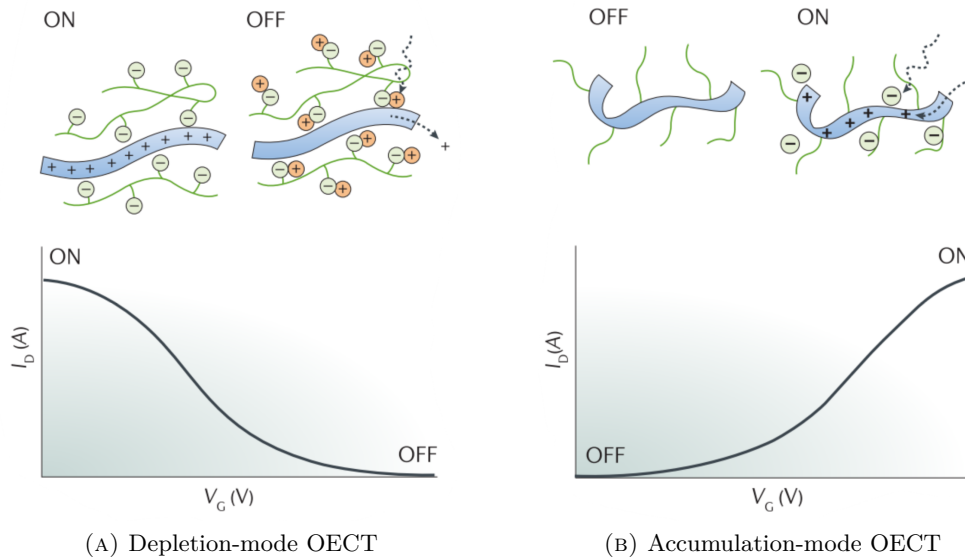 ON
OFF
I_D (A)
ON
OFF
V_G (V)
(A) Depletion-mode OECT
OFF
ON
I_D (A)
ON
OFF
V_G (V)
(B) Accumulation-mode OECT